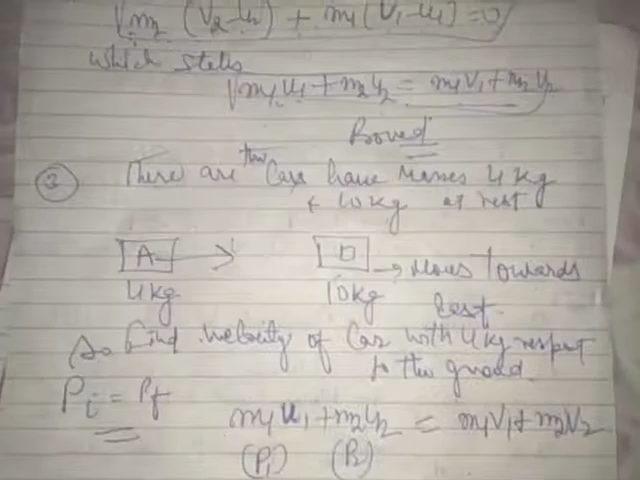 m₂ (V₂-u₂) + m₁(V₁-u₁)=0
which states
m₁u₁+m₂u₂ = m₁V₁+m₂V₂
Proved
③ There are two Cars have Masses 4kg
+ 10kg at rest
A → D → Moves Towards
4kg 10kg East.
So Find velocity of Car with 4kg respect
to the ground.
Pi = Pf
m₁u₁+m₂u₂ = m₁V₁+m₂V₂
(P₁) (P₂)